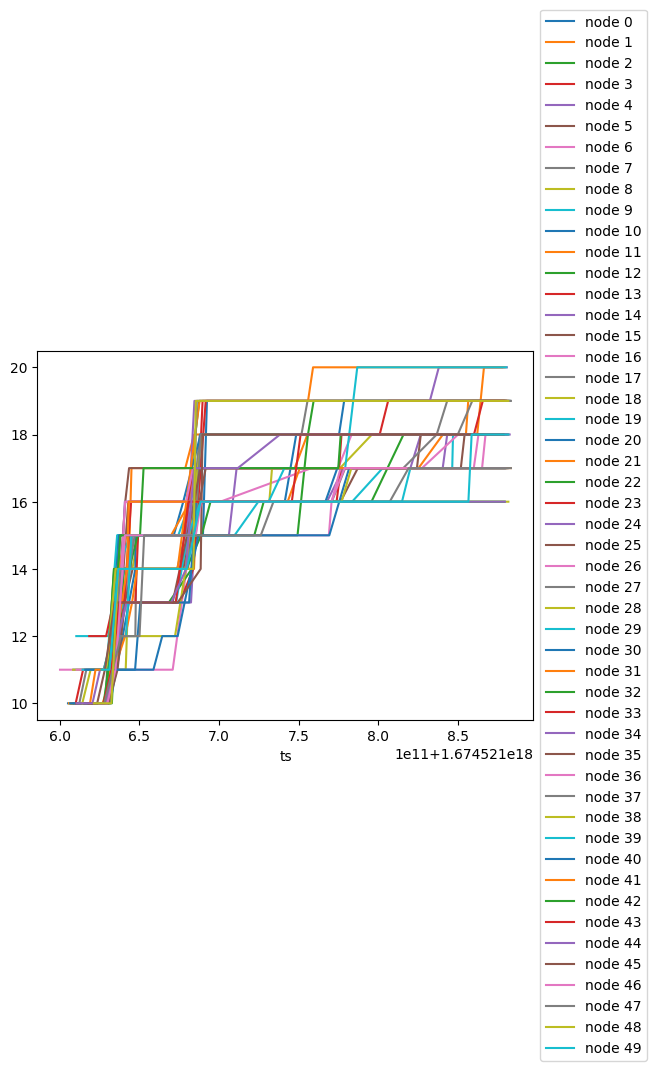 20
18
16
14
12
10
6.0 6.5 7.0 7.5 8.0 8.5
ts
1e11+1.674521e18
node 0
node 1
node 2
node 3
node 4
node 5
node 6
node 7
node 8
node 9
node 10
node 11
node 12
node 13
node 14
node 15
node 16
node 17
node 18
node 19
node 20
node 21
node 22
node 23
node 24
node 25
node 26
node 27
node 28
node 29
node 30
node 31
node 32
node 33
node 34
node 35
node 36
node 37
node 38
node 39
node 40
node 41
node 42
node 43
node 44
node 45
node 46
node 47
node 48
node 49